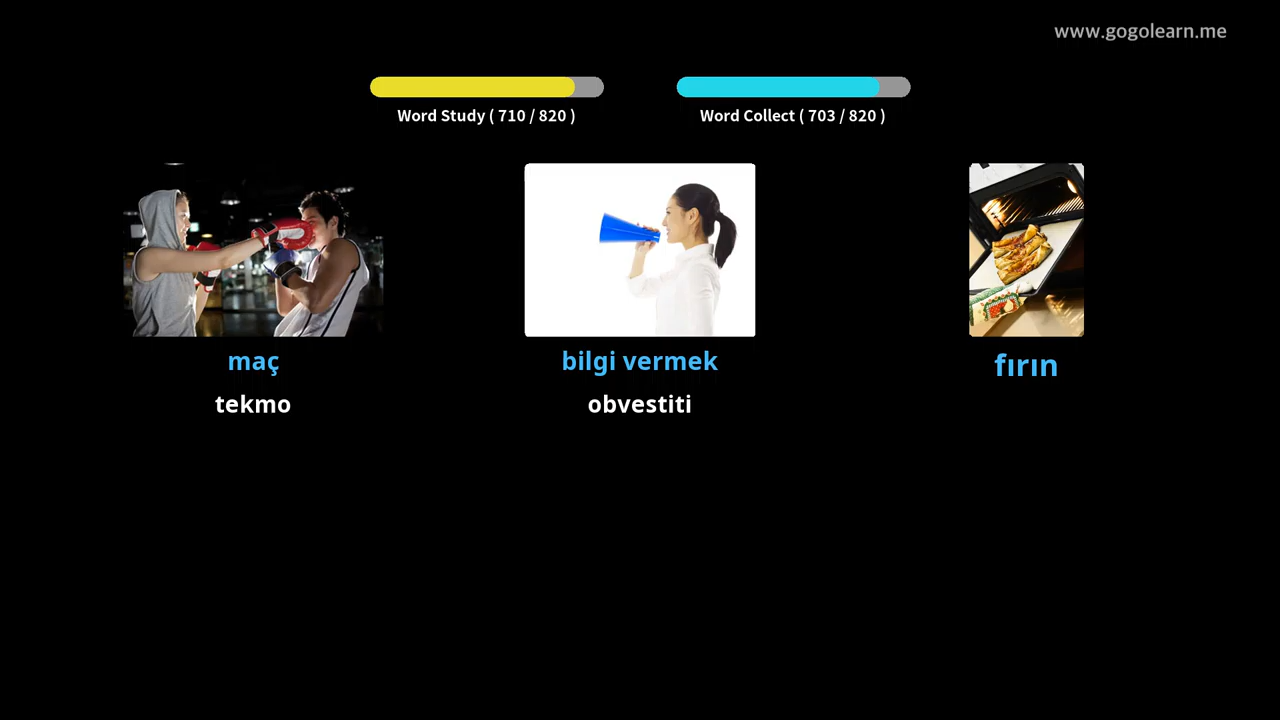 www.gogolearn.me
Word Study ( 710 / 820 )
Word Collect ( 703 / 820 )
maç
bilgi vermek
fırın
tekmo
obvestiti